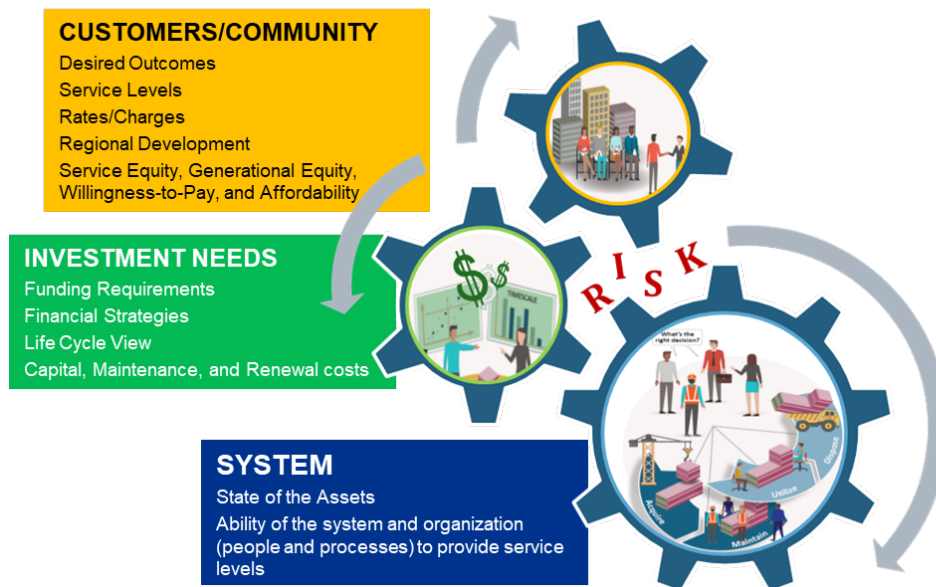 CUSTOMERS/COMMUNITY
Desired Outcomes
Service Levels
Rates/Charges
Regional Development
Service Equity, Generational Equity,
Willingness-to-Pay, and Affordability
INVESTMENT NEEDS
Funding Requirements
Financial Strategies
Life Cycle View
Capital, Maintenance, and Renewal costs
$ $
TIMESCALE
RISK
SYSTEM
State of the Assets
Ability of the system and organization
(people and processes) to provide service
levels
What's the
right decision?
Acquire
Maintain
Utilize
Dispose